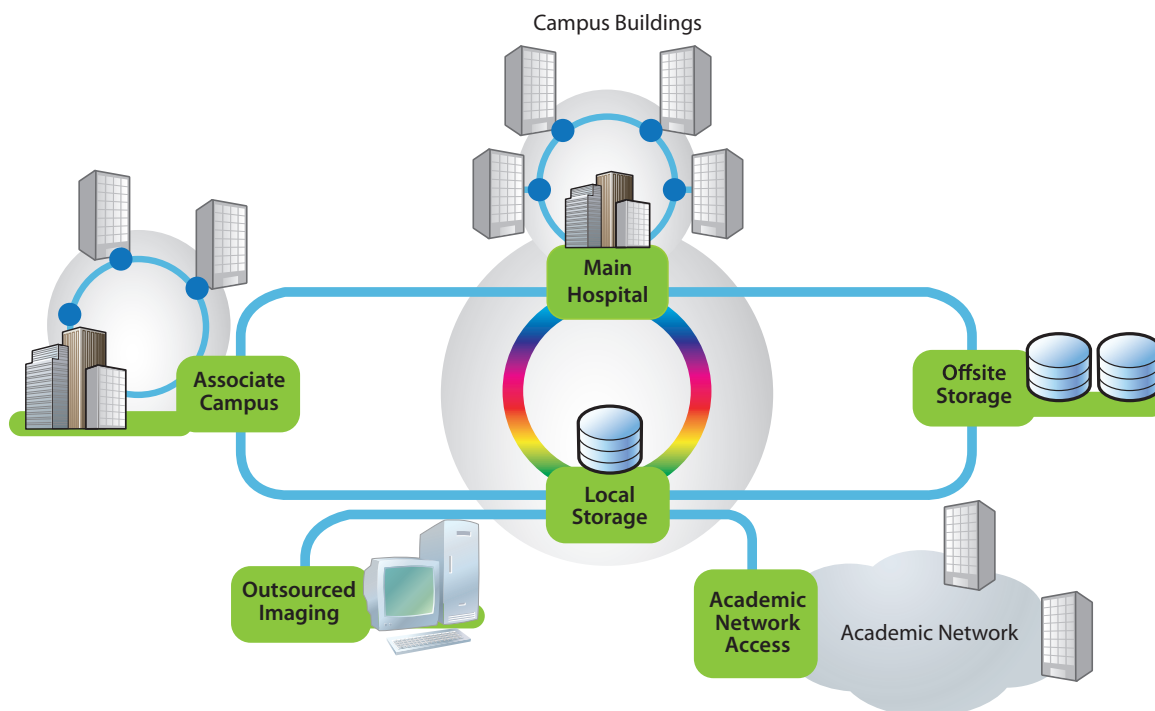 Campus Buildings
Main
Hospital
Associate
Campus
Offsite
Storage
Local
Storage
Outsourced
Imaging
Academic
Network
Access
Academic Network